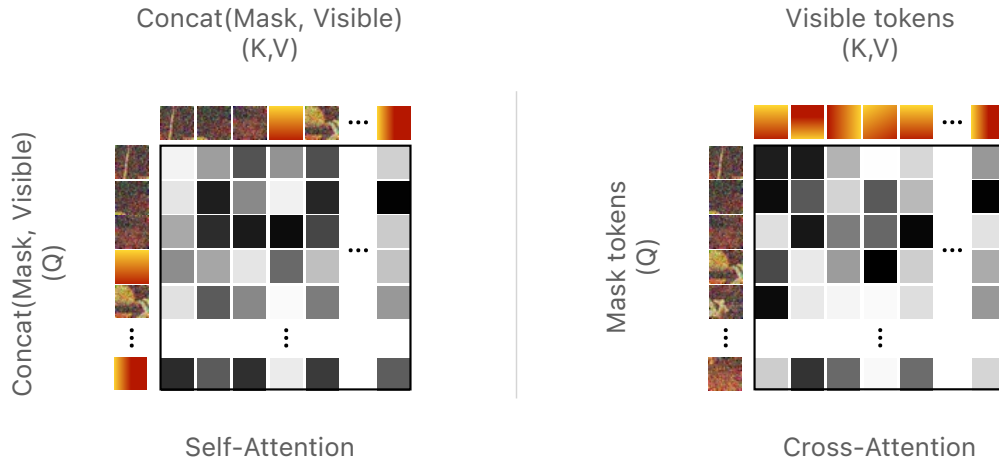 Concat(Mask, Visible)
(K,V)
Concat(Mask, Visible)
(Q)
Self-Attention
Visible tokens
(K,V)
Mask tokens
(Q)
Cross-Attention